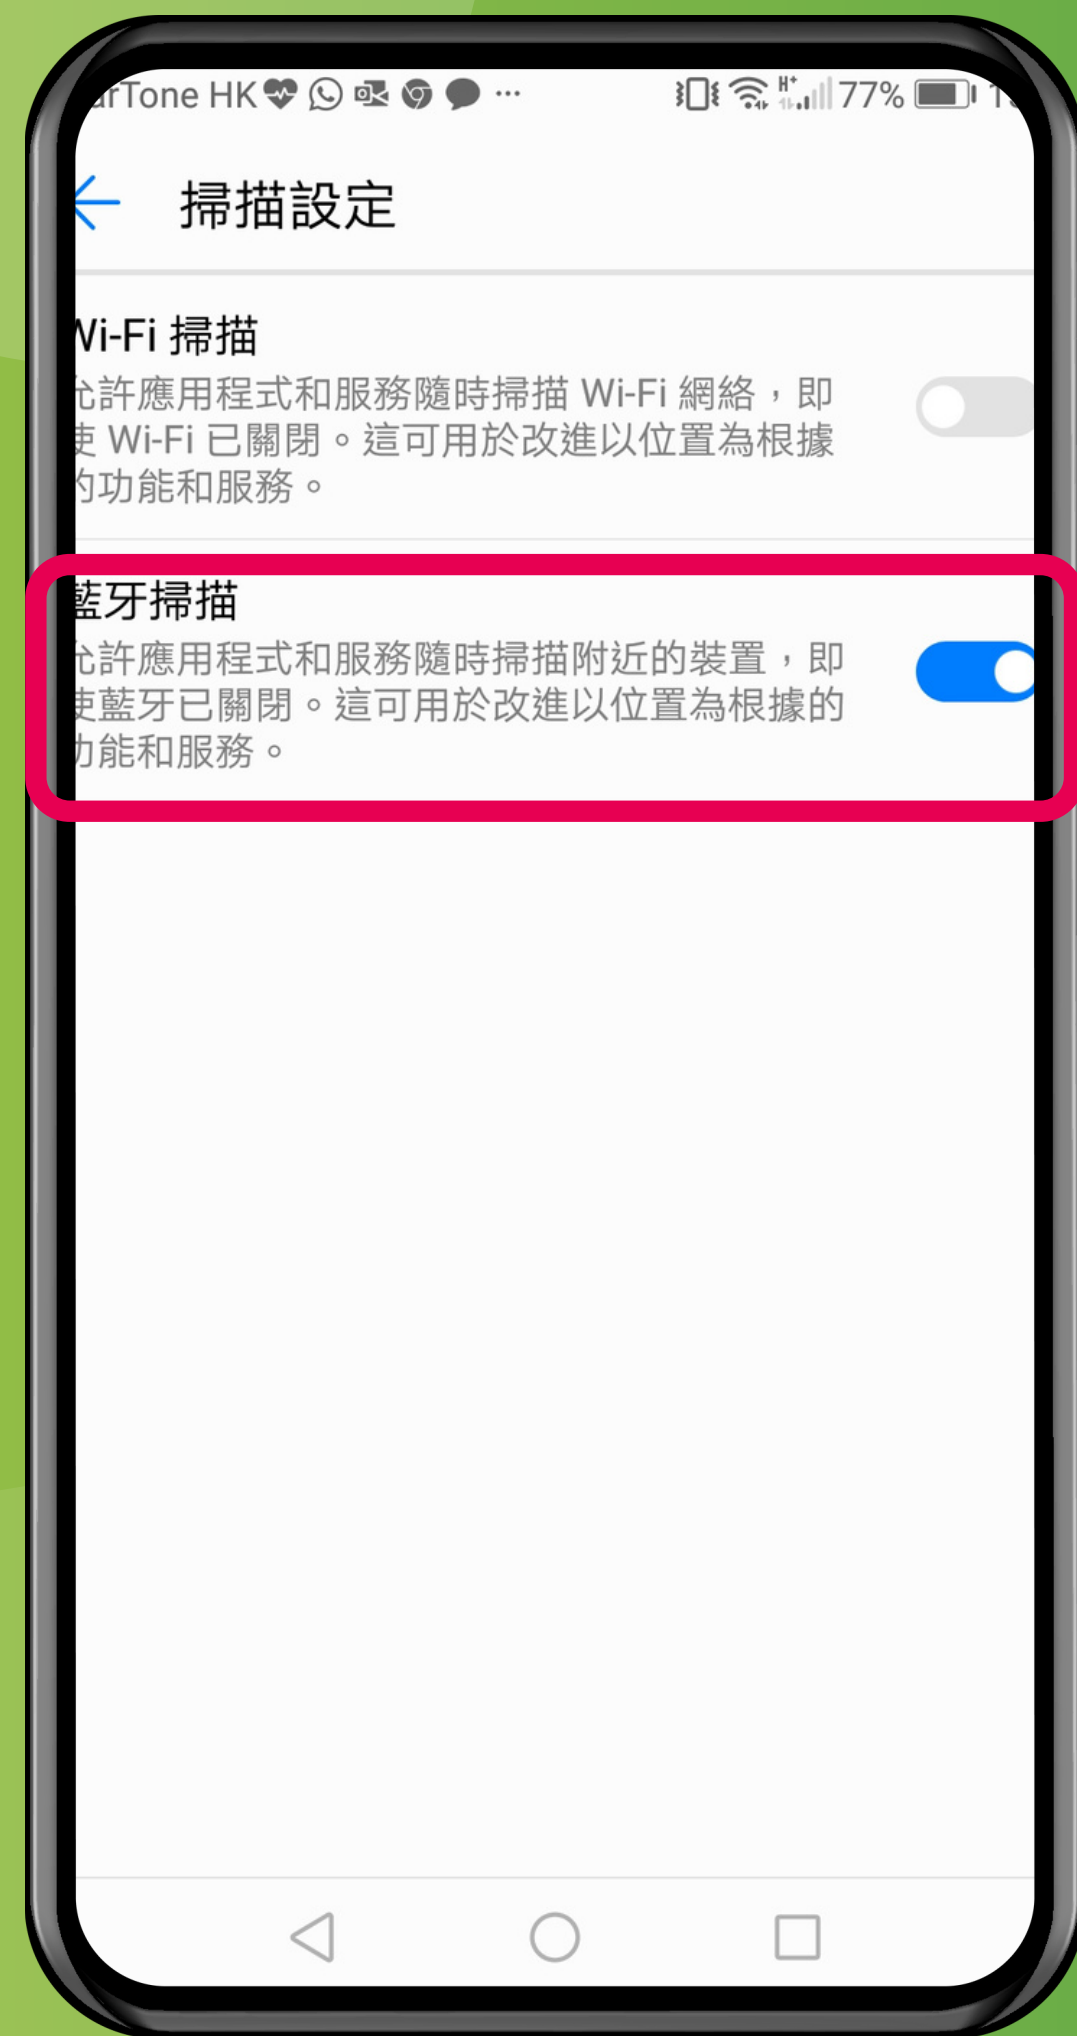 arTone HK ... 77% 1
掃描設定
Wi-Fi 掃描
允許應用程式和服務隨時掃描 Wi-Fi 網絡，即
使 Wi-Fi 已關閉。這可用於改進以位置為根據
的功能和服務。
藍牙掃描
允許應用程式和服務隨時掃描附近的裝置，即
使藍牙已關閉。這可用於改進以位置為根據的
功能和服務。